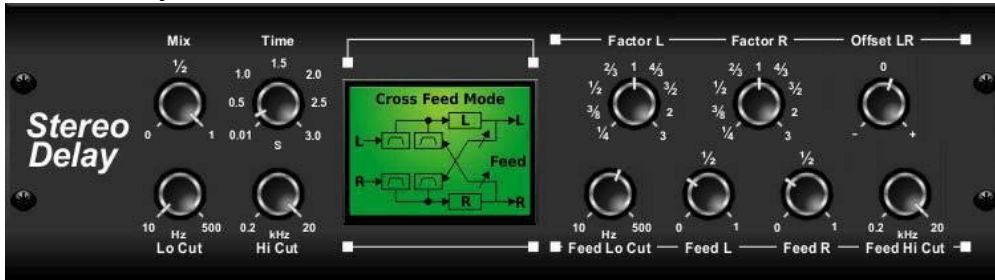 Stereo
Delay
Mix
0 ½ 1
Time
0.01 0.5 1.0 1.5 2.0 2.5 3.0
S
10 Hz 500
Lo Cut
0.2 kHz 20
Hi Cut
Cross Feed Mode
L L L
Feed
R R R
Factor L
¼ ⅜ ½ ⅔ 1 4/3 3/2 2 3
Factor R
¼ ⅜ ½ ⅔ 1 4/3 3/2 2 3
Offset LR
- 0 +
10 Hz 500
Feed Lo Cut
0 ½ 1
Feed L
0 ½ 1
Feed R
0.2 kHz 20
Feed Hi Cut